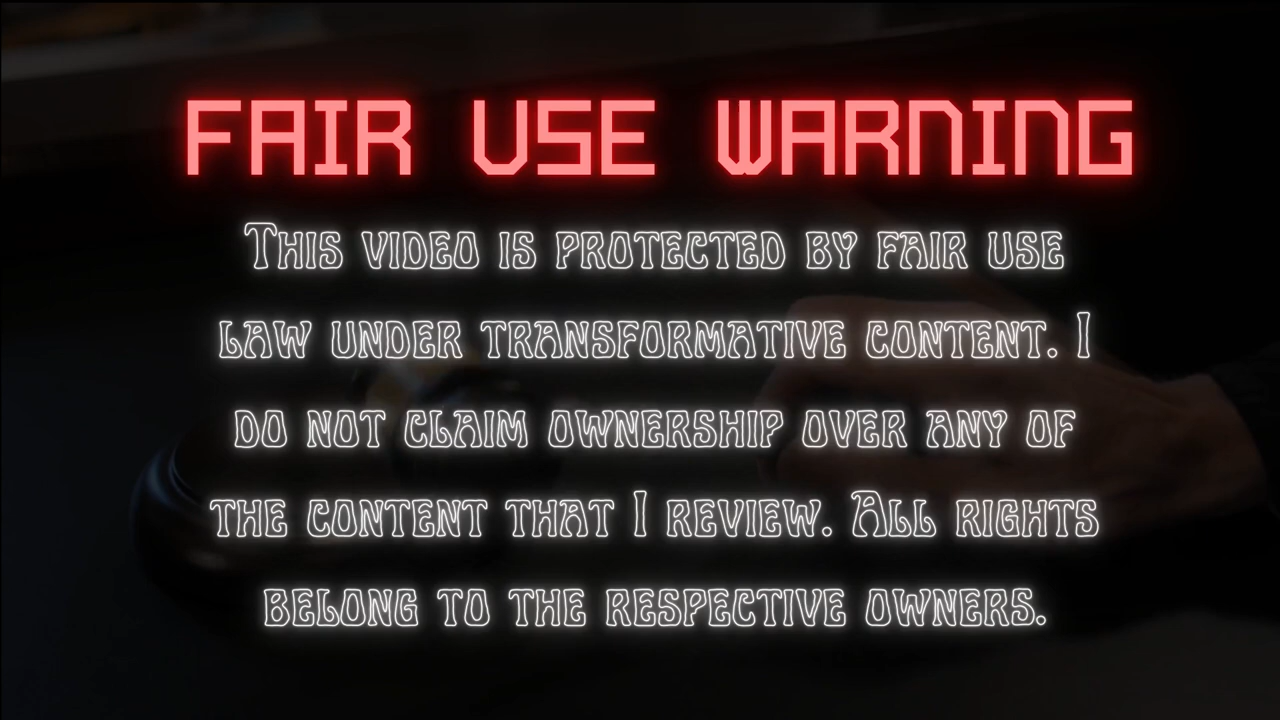 FAIR USE WARNING
This video is protected by fair use
law under transformative content. I
do not claim ownership over any of
the content that I review. All rights
belong to the respective owners.